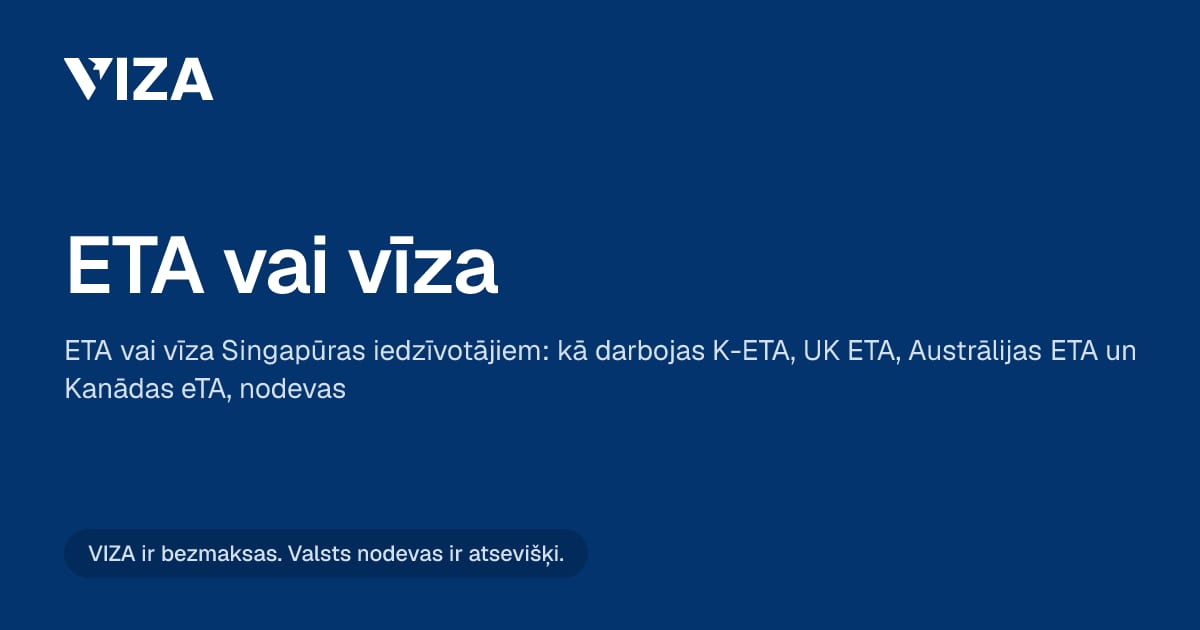 VIZA
ETA vai vīza
ETA vai vīza Singapūras iedzīvotājiem: kā darbojas K-ETA, UK ETA, Austrālijas ETA un
Kanādas eTA, nodevas
VIZA ir bezmaksas. Valsts nodevas ir atsevišķi.